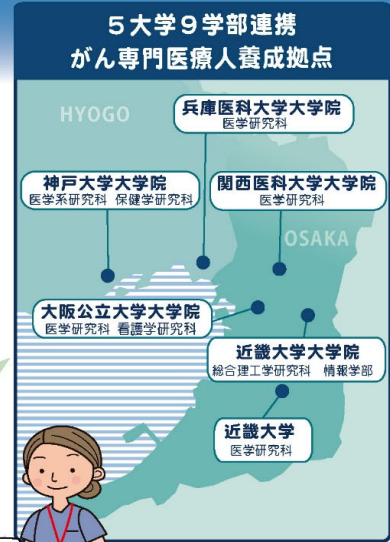 5大学9学部連携
がん専門医療人養成拠点
HYOGO
兵庫医科大学大学院
医学研究科
神戸大学大学院
医学系研究科 保健学研究科
関西医科大学大学院
医学研究科
OSAKA
大阪公立大学大学院
医学研究科 看護学研究科
近畿大学大学院
総合理工学研究科 情報学部
近畿大学
医学研究科